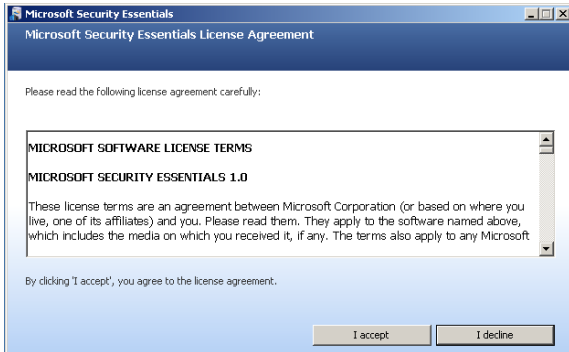 Microsoft Security Essentials
Microsoft Security Essentials License Agreement
Please read the following license agreement carefully:
MICROSOFT SOFTWARE LICENSE TERMS
MICROSOFT SECURITY ESSENTIALS 1.0
These license terms are an agreement between Microsoft Corporation (or based on where you
live, one of its affiliates) and you. Please read them. They apply to the software named above,
which includes the media on which you received it, if any. The terms also apply to any Microsoft
By clicking 'I accept', you agree to the license agreement.
I accept
I decline